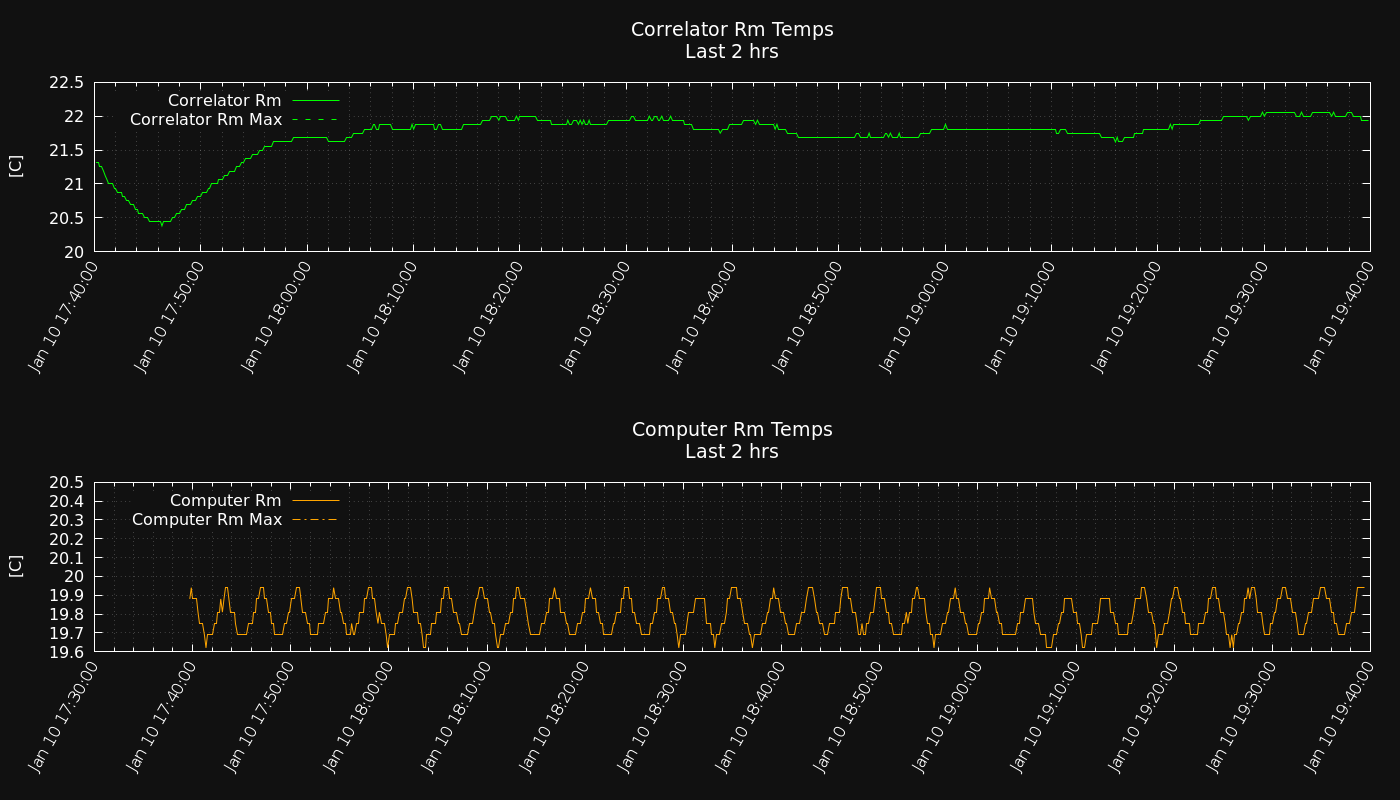 Correlator Rm Temps
Last 2 hrs
22.5
22
21.5
21
20.5
20
[C]
Correlator Rm
Correlator Rm Max
Jan 10 17:40:00
Jan 10 17:50:00
Jan 10 18:00:00
Jan 10 18:10:00
Jan 10 18:20:00
Jan 10 18:30:00
Jan 10 18:40:00
Jan 10 18:50:00
Jan 10 19:00:00
Jan 10 19:10:00
Jan 10 19:20:00
Jan 10 19:30:00
Jan 10 19:40:00
Computer Rm Temps
Last 2 hrs
20.5
20.4
20.3
20.2
20.1
20
19.9
19.8
19.7
19.6
[C]
Computer Rm
Computer Rm Max
Jan 10 17:30:00
Jan 10 17:40:00
Jan 10 17:50:00
Jan 10 18:00:00
Jan 10 18:10:00
Jan 10 18:20:00
Jan 10 18:30:00
Jan 10 18:40:00
Jan 10 18:50:00
Jan 10 19:00:00
Jan 10 19:10:00
Jan 10 19:20:00
Jan 10 19:30:00
Jan 10 19:40:00